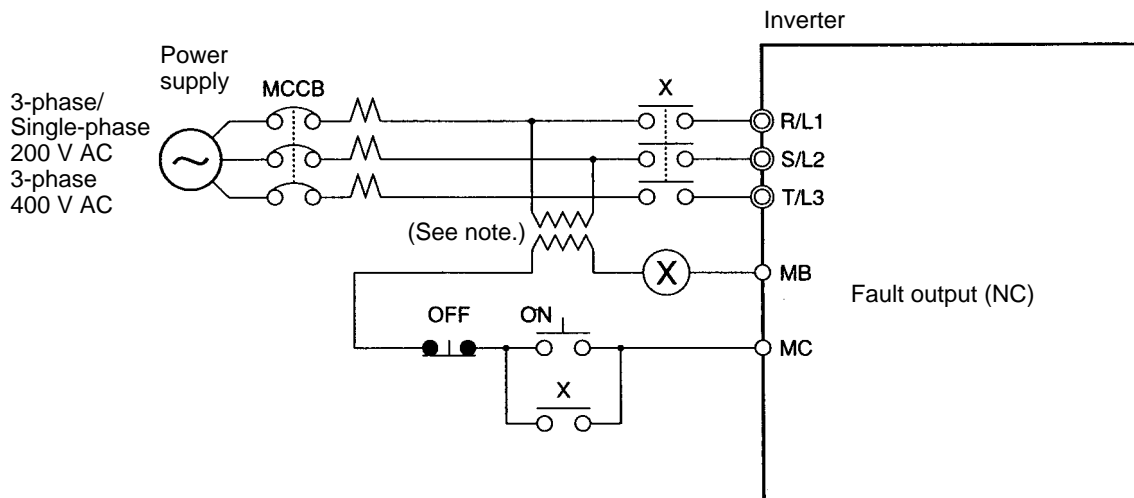 Inverter
Power
supply
MCCB
X
3-phase/
Single-phase
200 V AC
3-phase
400 V AC
R/L1
S/L2
T/L3
(See note.)
X
MB
Fault output (NC)
OFF
ON
MC
X